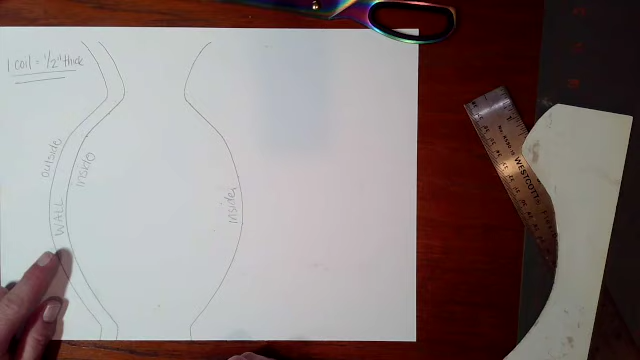 1 coil = 1/2" thick
outside
inside
WALL
inside
WESTCOTT